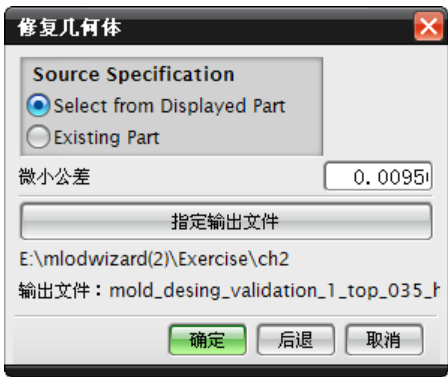 修复几何体
Source Specification
Select from Displayed Part
Existing Part
微小公差 0.0095
指定输出文件
E:\mlodwizard(2)\Exercise\ch2
输出文件：mold_desing_validation_1_top_035_h
确定 后退 取消